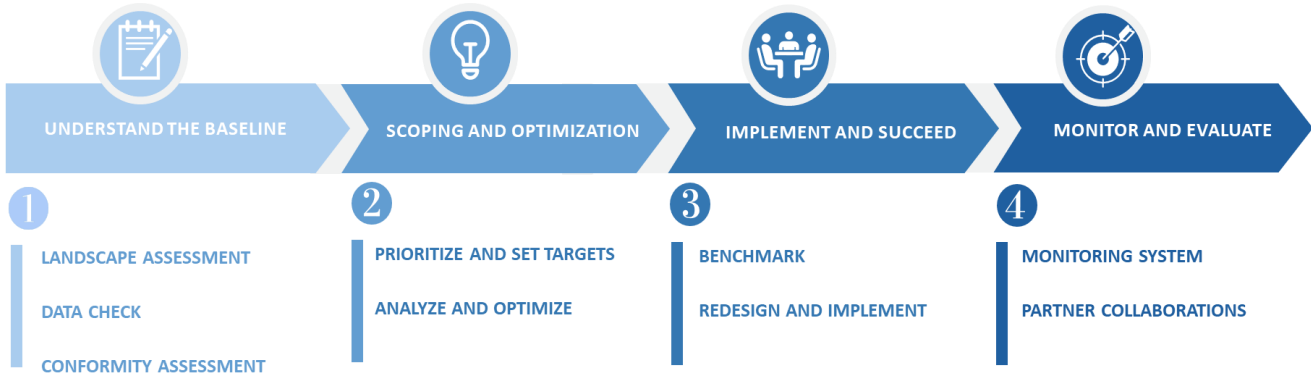 UNDERSTAND THE BASELINE
SCOPING AND OPTIMIZATION
IMPLEMENT AND SUCCEED
MONITOR AND EVALUATE
1
LANDSCAPE ASSESSMENT
DATA CHECK
CONFORMITY ASSESSMENT
2
PRIORITIZE AND SET TARGETS
ANALYZE AND OPTIMIZE
3
BENCHMARK
REDESIGN AND IMPLEMENT
4
MONITORING SYSTEM
PARTNER COLLABORATIONS